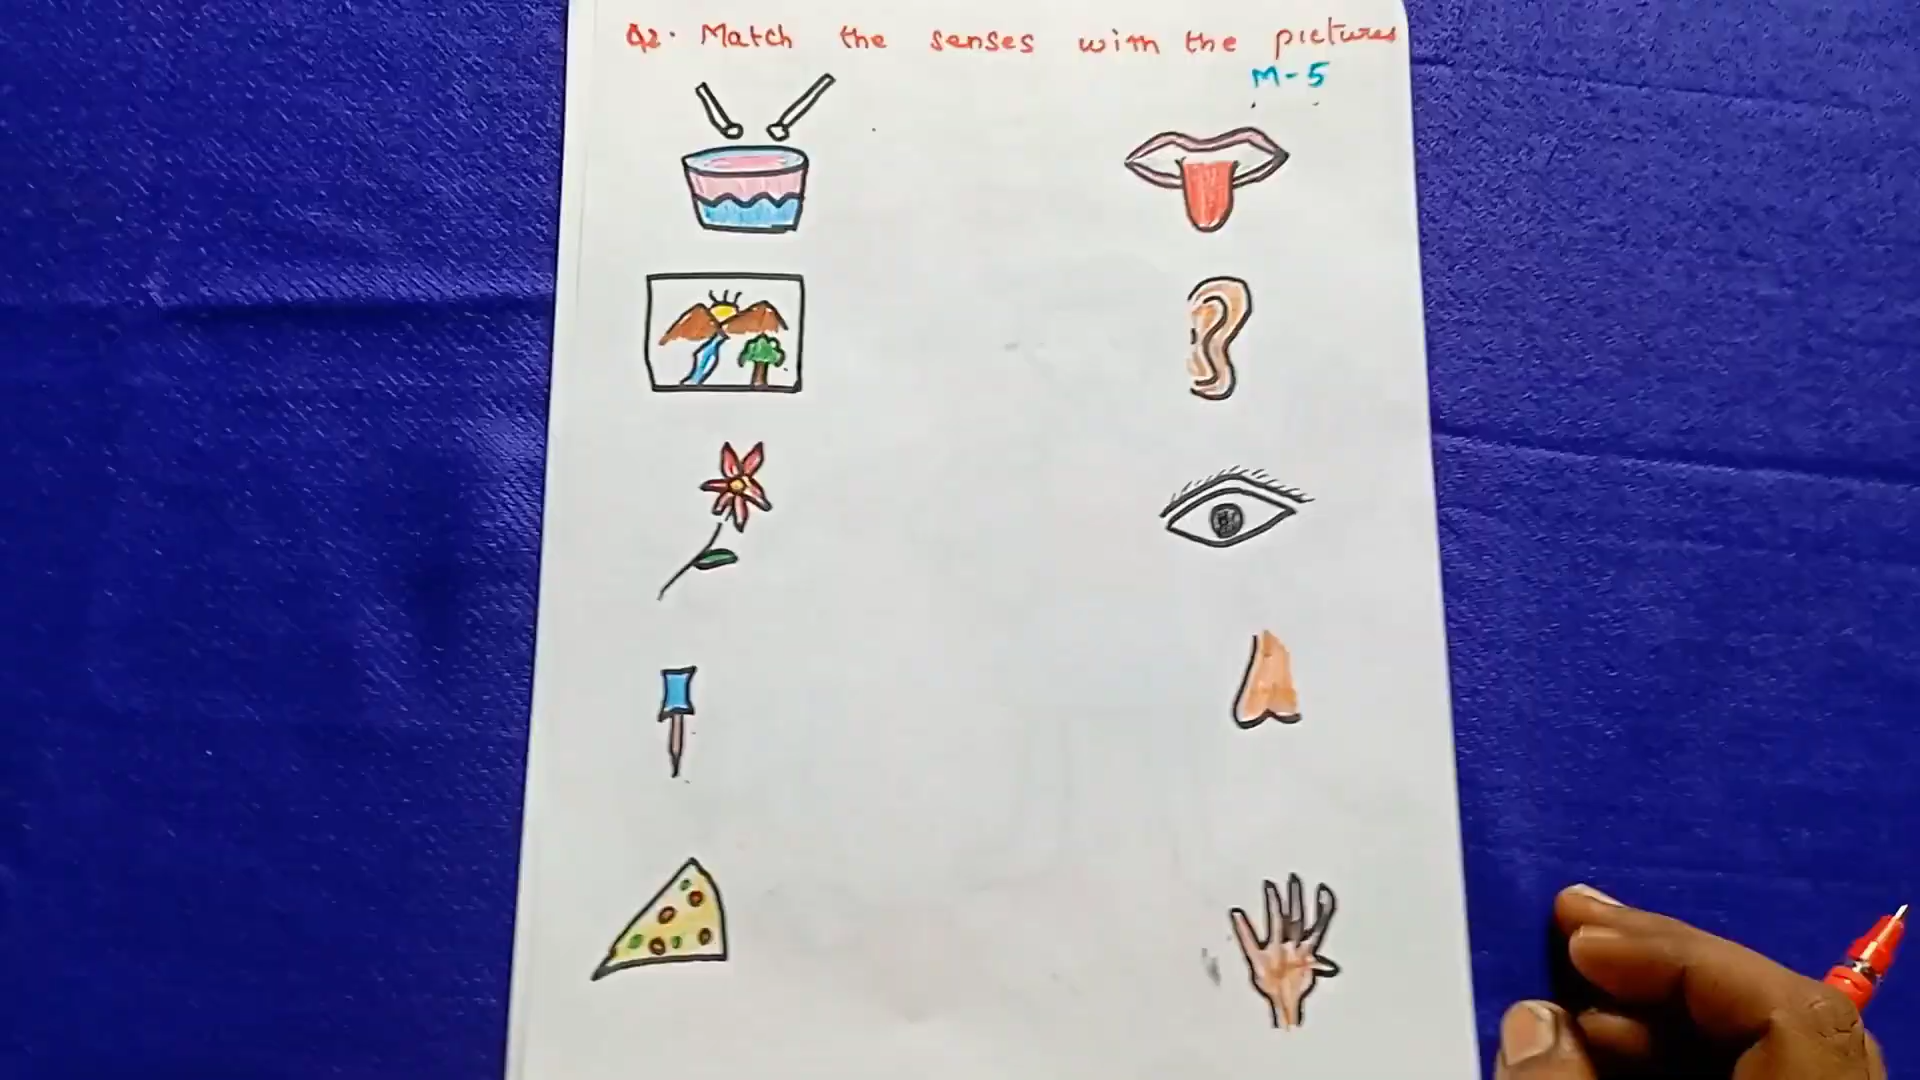 Q2. Match the senses with the pictures
M-5